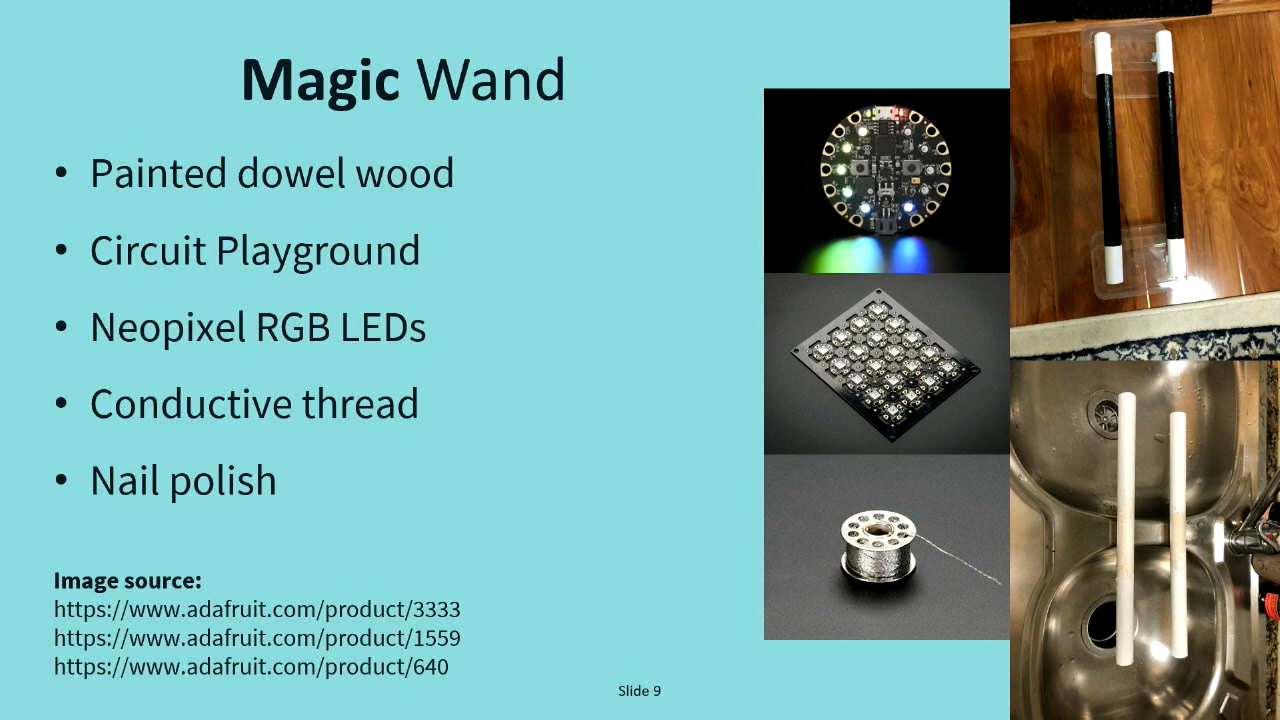 Magic Wand
• Painted dowel wood
• Circuit Playground
• Neopixel RGB LEDs
• Conductive thread
• Nail polish
Image source:
https://www.adafruit.com/product/3333
https://www.adafruit.com/product/1559
https://www.adafruit.com/product/640
Slide 9